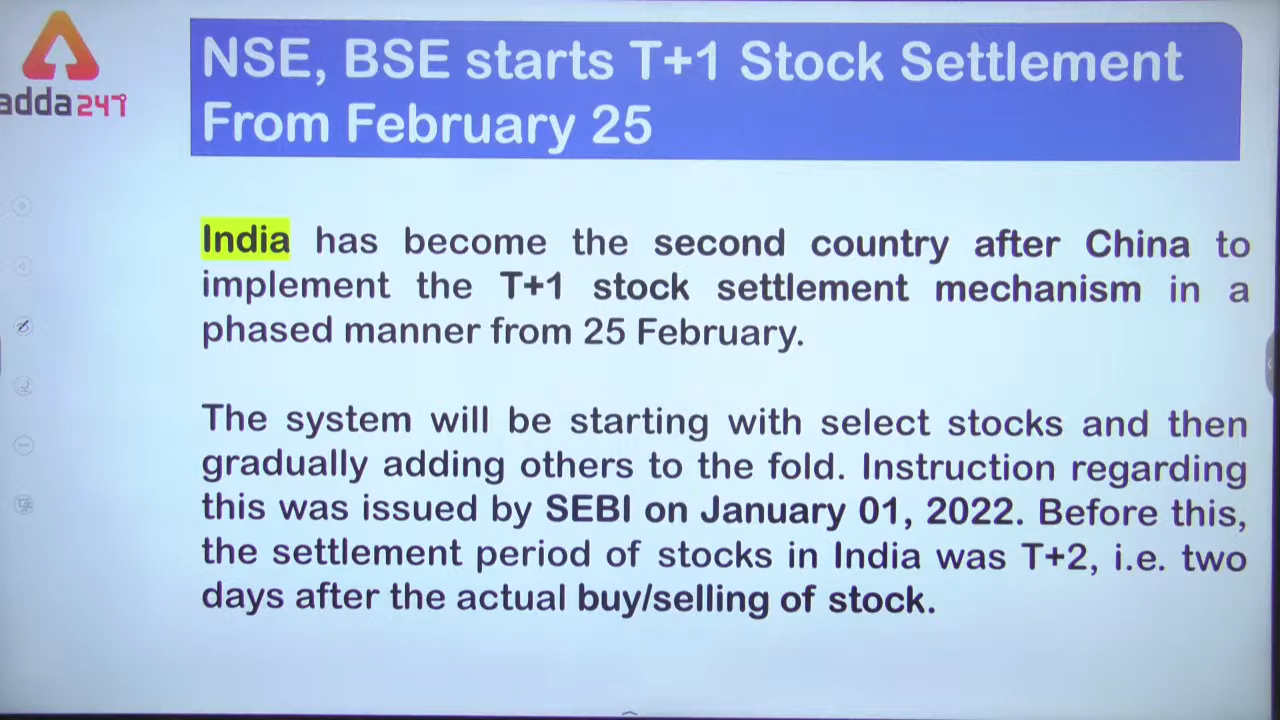 adda247
NSE, BSE starts T+1 Stock Settlement
From February 25
India has become the second country after China to
implement the T+1 stock settlement mechanism in a
phased manner from 25 February.
The system will be starting with select stocks and then
gradually adding others to the fold. Instruction regarding
this was issued by SEBI on January 01, 2022. Before this,
the settlement period of stocks in India was T+2, i.e. two
days after the actual buy/selling of stock.